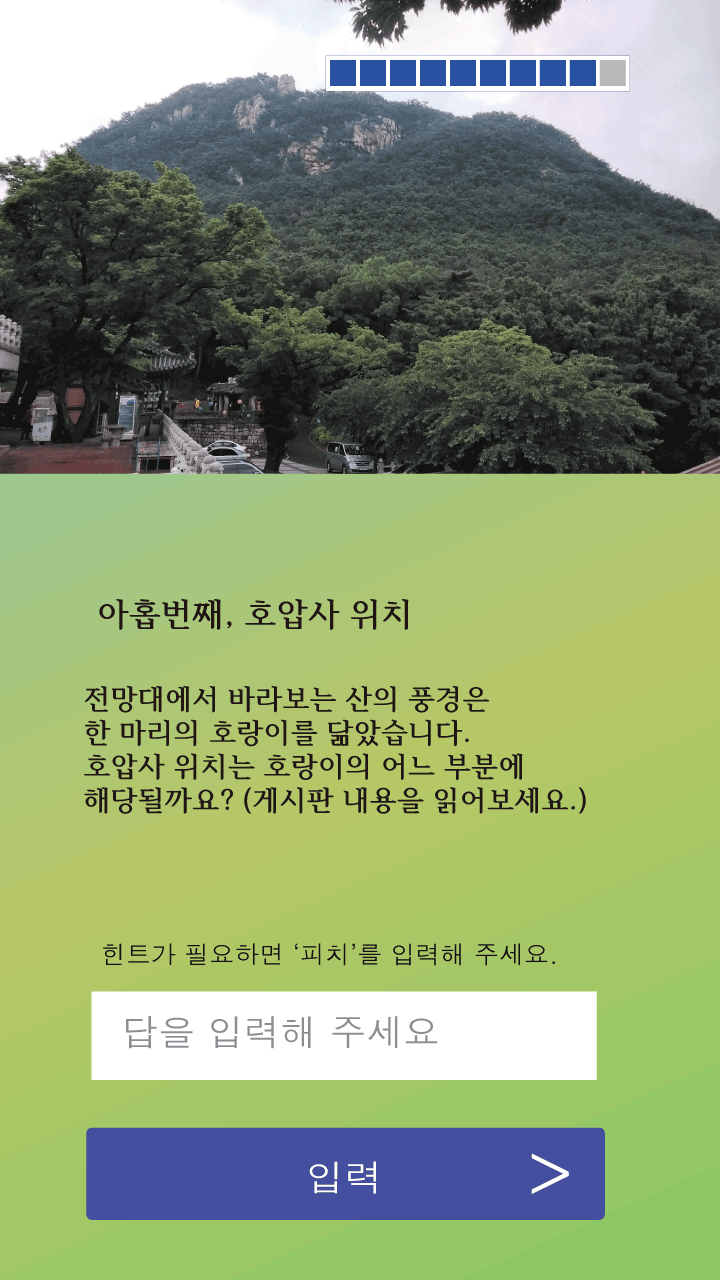 아홉번째, 호압사 위치
전망대에서 바라보는 산의 풍경은
한 마리의 호랑이를 닮았습니다.
호압사 위치는 호랑이의 어느 부분에
해당될까요? (게시판 내용을 읽어보세요.)
힌트가 필요하면 ‘피치’를 입력해 주세요.
답을 입력해 주세요
입력 >